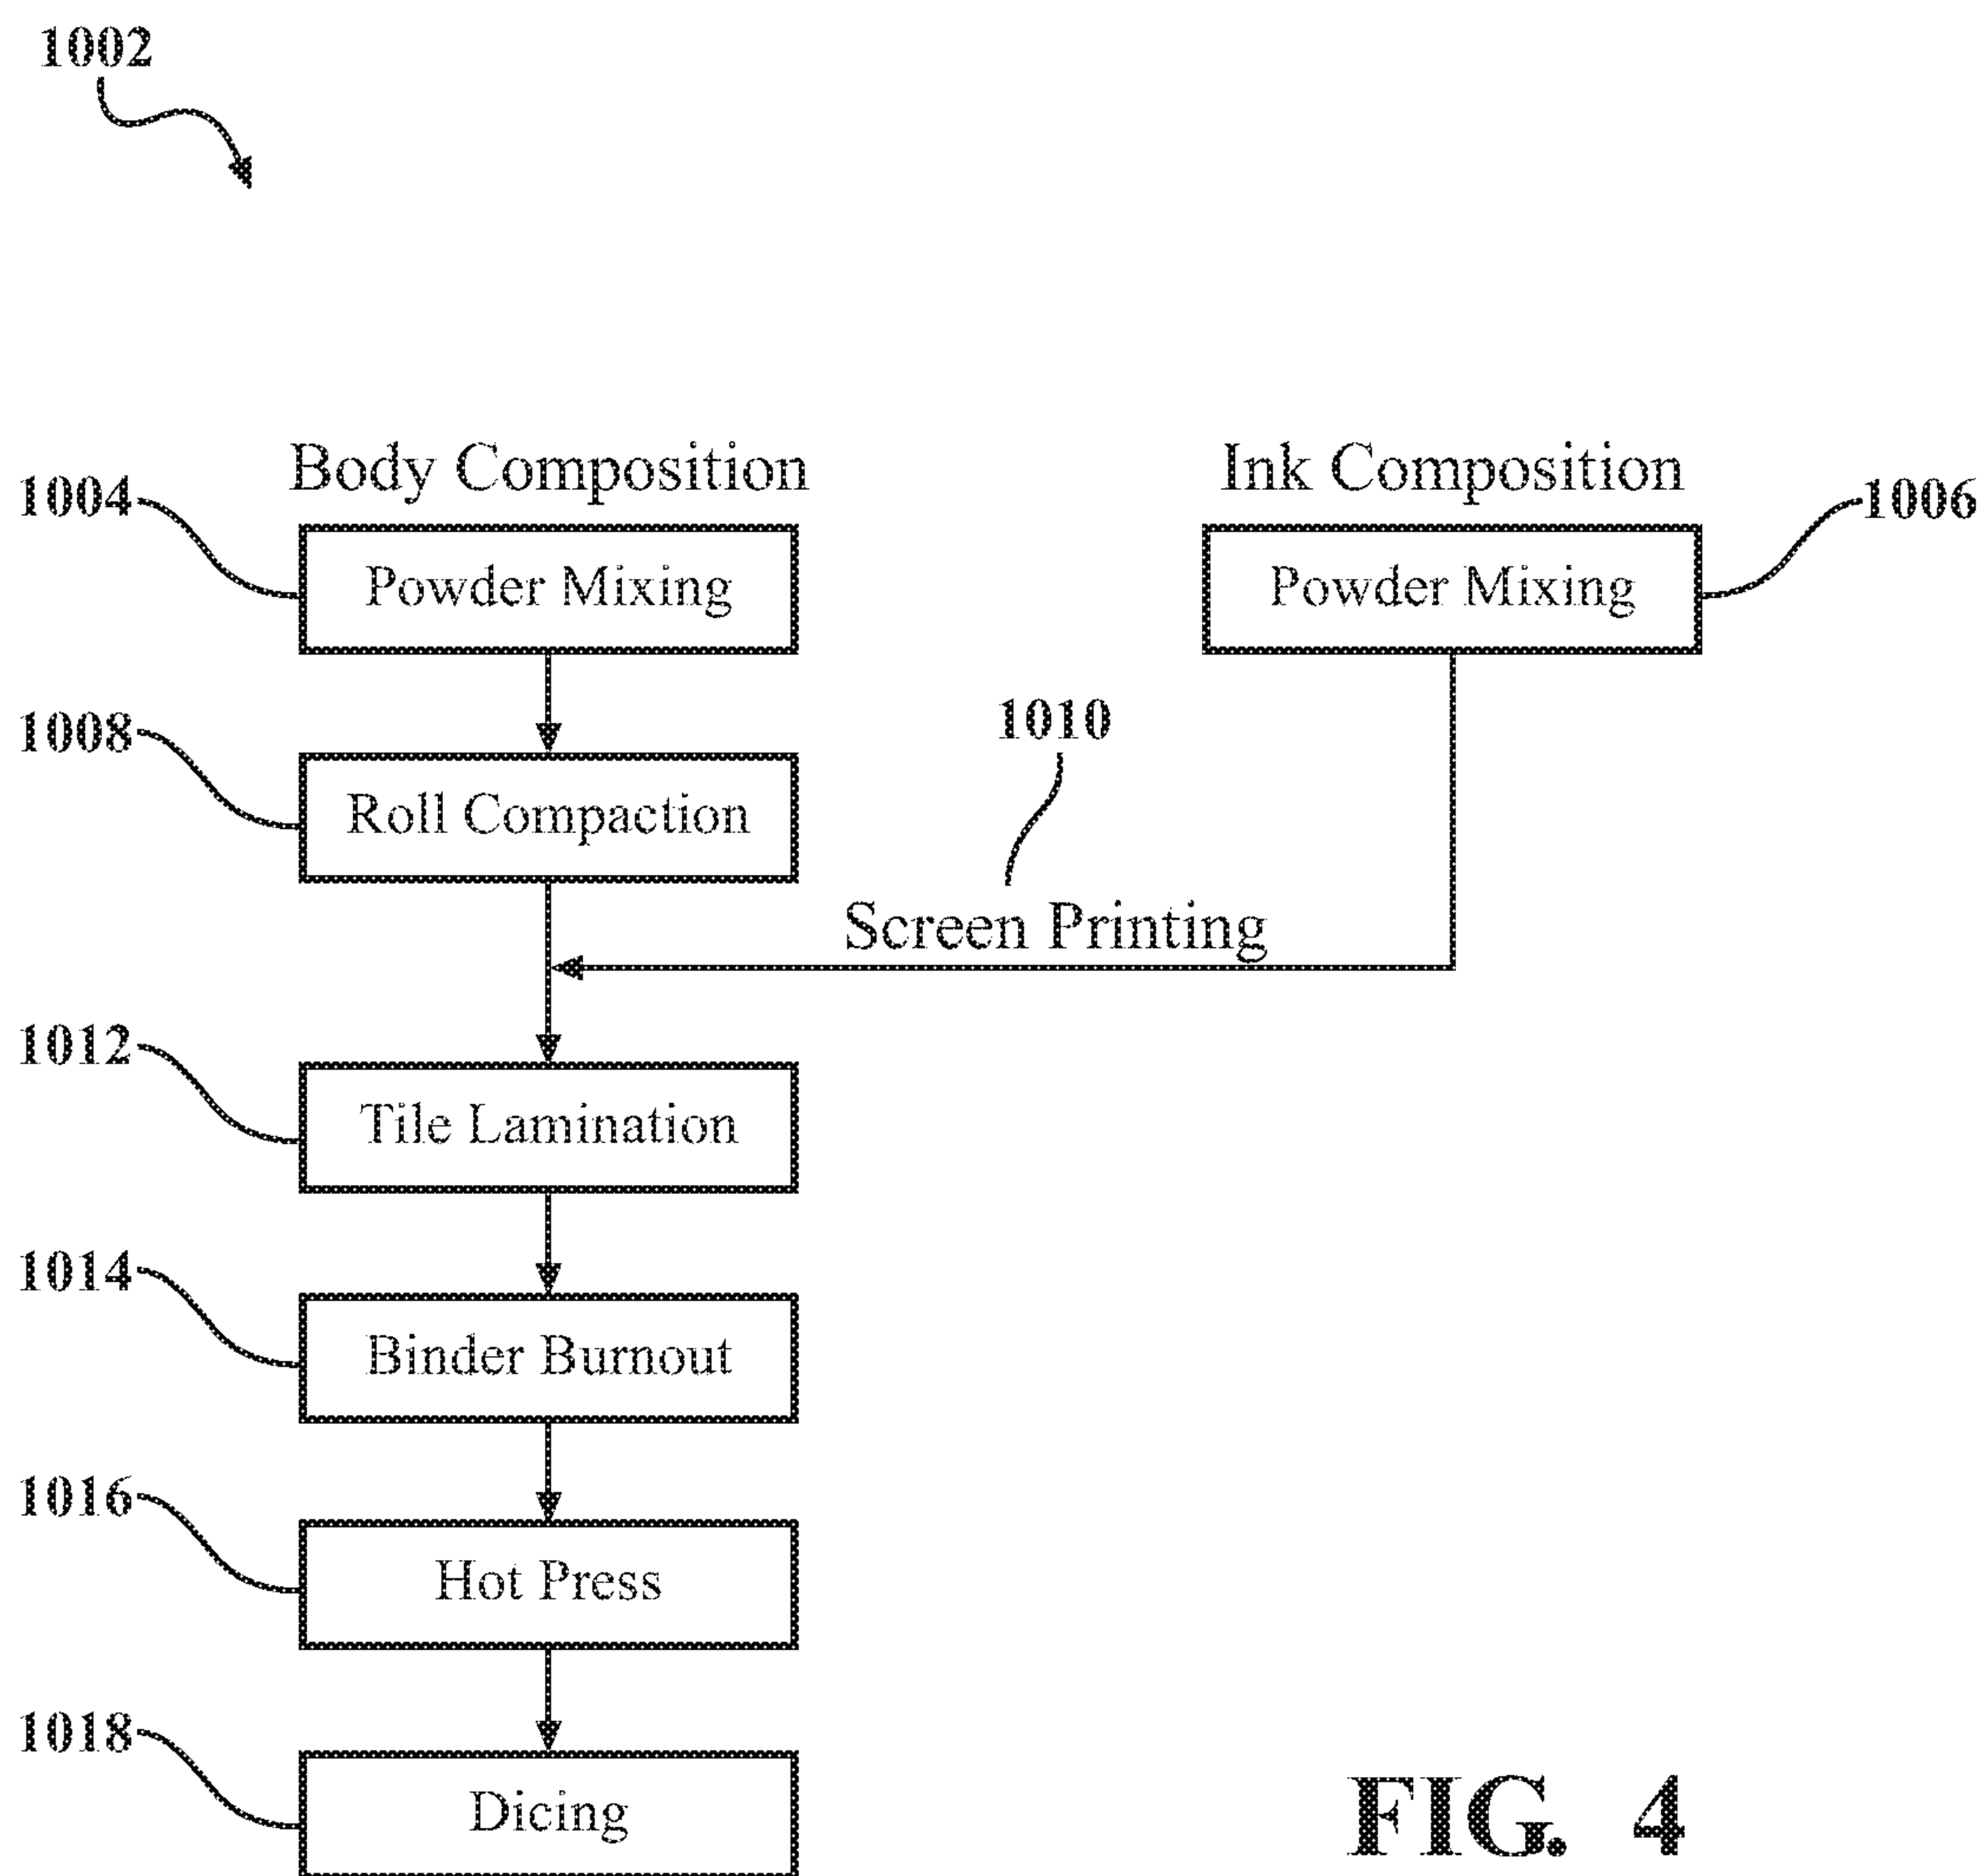 1002
Body Composition
Ink Composition
1004
1006
Powder Mixing
Powder Mixing
1008
1010
Roll Compaction
Screen Printing
1012
Tile Lamination
1014
Binder Burnout
1016
Hot Press
1018
Dicing
FIG. 4